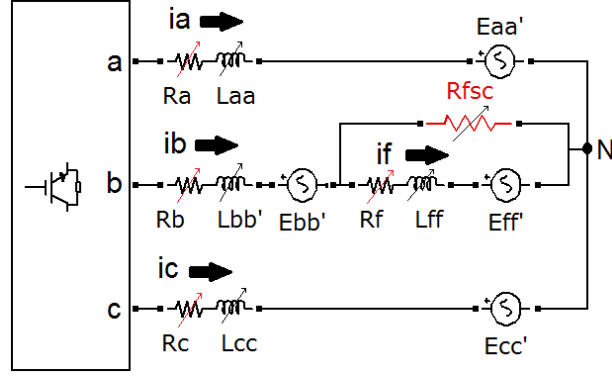 ia
Eaa'
a
Ra
Laa
Rfsc
ib
if
N
b
Rb
Lbb'
Ebb'
Rf
Lff
Eff'
ic
c
Rc
Lcc
Ecc'